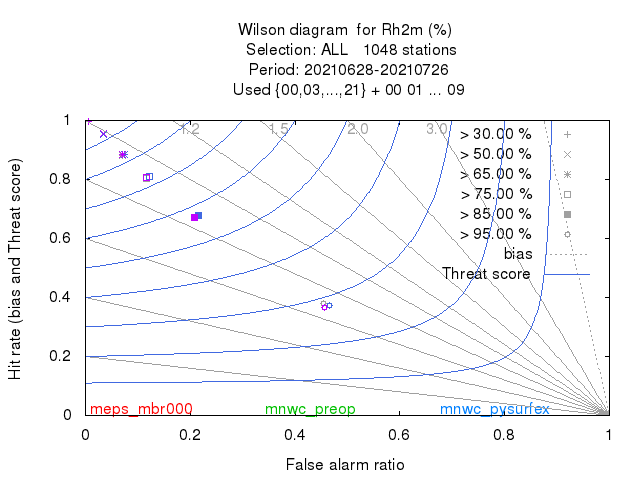 Wilson diagram  for Rh2m (%)
Selection: ALL   1048 stations
Period: 20210628-20210726
Used {00,03,...,21} + 00 01 ... 09
Hit rate (bias and Threat score)
1
0.8
0.6
0.4
0.2
0
1.2
1.5
2.0
3.0
> 30.00 %
> 50.00 %
> 65.00 %
> 75.00 %
> 85.00 %
> 95.00 %
bias
Threat score
meps_mbr000
mnwc_preop
mnwc_pysurfex
0
0.2
0.4
0.6
0.8
1
False alarm ratio